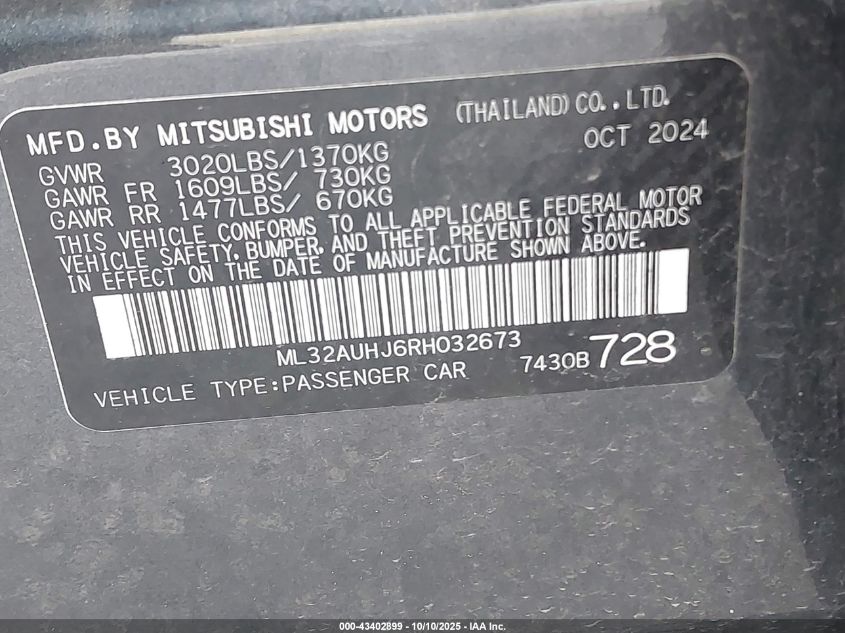 MFD.BY MITSUBISHI MOTORS (THAILAND) CO., LTD.
OCT 2024
GVWR 3020LBS/1370KG
GAWR FR 1609LBS/ 730KG
GAWR RR 1477LBS/ 670KG
THIS VEHICLE CONFORMS TO ALL APPLICABLE FEDERAL MOTOR
VEHICLE SAFETY, BUMPER, AND THEFT PREVENTION STANDARDS
IN EFFECT ON THE DATE OF MANUFACTURE SHOWN ABOVE.
ML32AUHJ6RH032673
VEHICLE TYPE:PASSENGER CAR 7430B 728
000-43402899 - 10/10/2025 - IAA Inc.